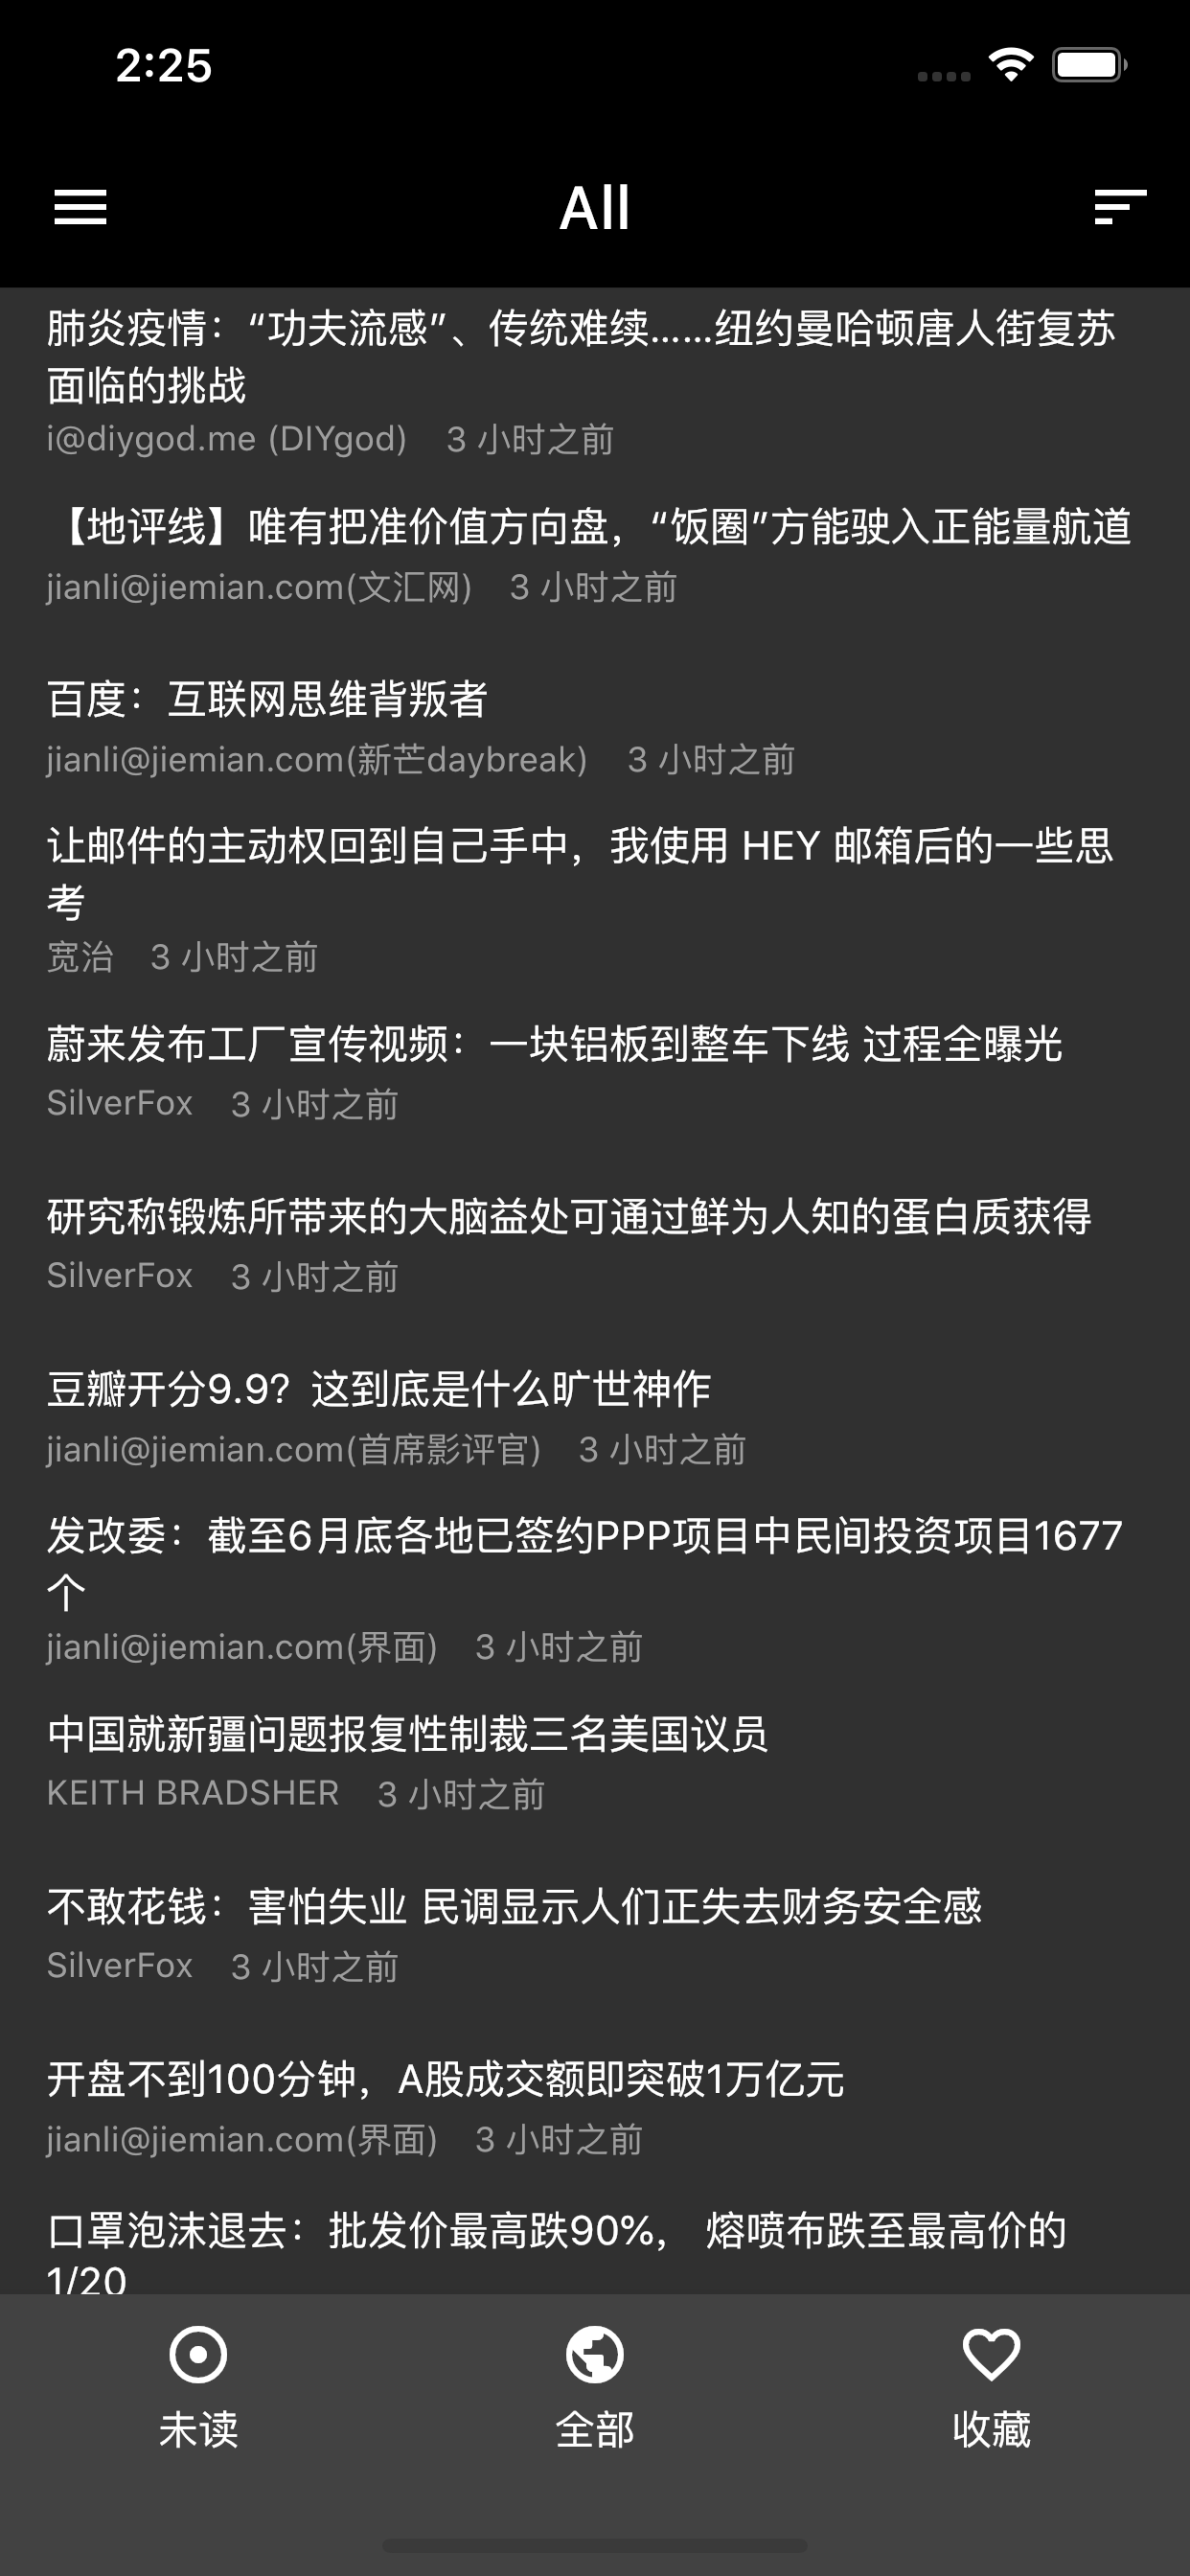 2:25
All
肺炎疫情：“功夫流感”、传统难续……纽约曼哈顿唐人街复苏
面临的挑战
i@diygod.me (DIYgod) 3 小时之前
【地评线】唯有把准价值方向盘，“饭圈”方能驶入正能量航道
jianli@jiemian.com(文汇网) 3 小时之前
百度：互联网思维背叛者
jianli@jiemian.com(新芒daybreak) 3 小时之前
让邮件的主动权回到自己手中，我使用 HEY 邮箱后的一些思
考
宽治 3 小时之前
蔚来发布工厂宣传视频：一块铝板到整车下线 过程全曝光
SilverFox 3 小时之前
研究称锻炼所带来的大脑益处可通过鲜为人知的蛋白质获得
SilverFox 3 小时之前
豆瓣开分9.9？这到底是什么旷世神作
jianli@jiemian.com(首席影评官) 3 小时之前
发改委：截至6月底各地已签约PPP项目中民间投资项目1677
个
jianli@jiemian.com(界面) 3 小时之前
中国就新疆问题报复性制裁三名美国议员
KEITH BRADSHER 3 小时之前
不敢花钱：害怕失业 民调显示人们正失去财务安全感
SilverFox 3 小时之前
开盘不到100分钟，A股成交额即突破1万亿元
jianli@jiemian.com(界面) 3 小时之前
口罩泡沫退去：批发价最高跌90%， 熔喷布跌至最高价的
1/20
未读
全部
收藏